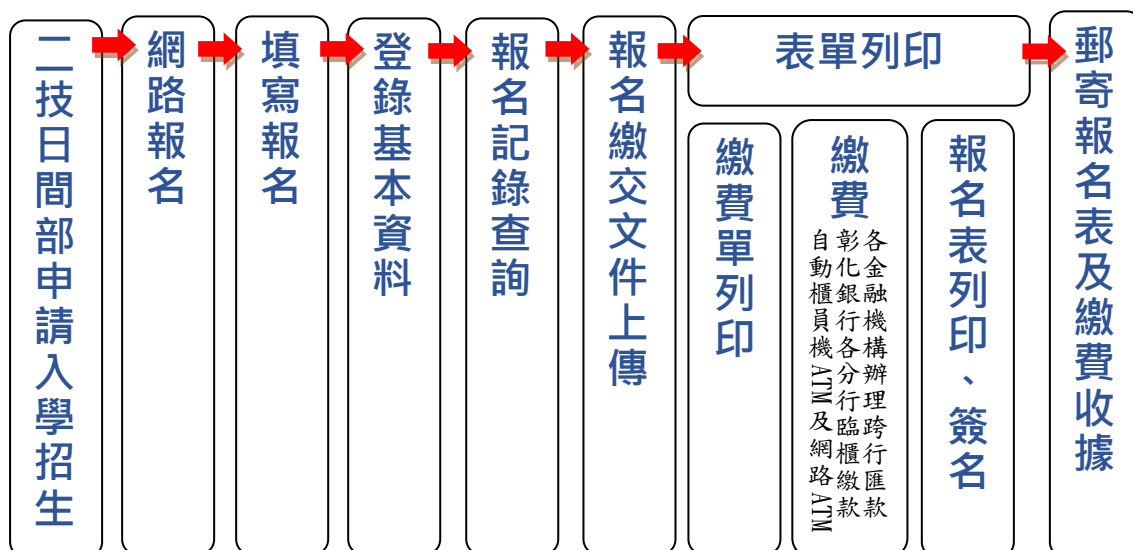 二技日間部申請入學招生
網路報名
填寫報名
登錄基本資料
報名記錄查詢
報名繳交文件上傳
表單列印
繳費單列印
繳費
各金融機構辦理跨行匯款
彰化銀行各分行臨櫃繳款
自動櫃員機ATM及網路ATM
報名表列印、簽名
郵寄報名表及繳費收據